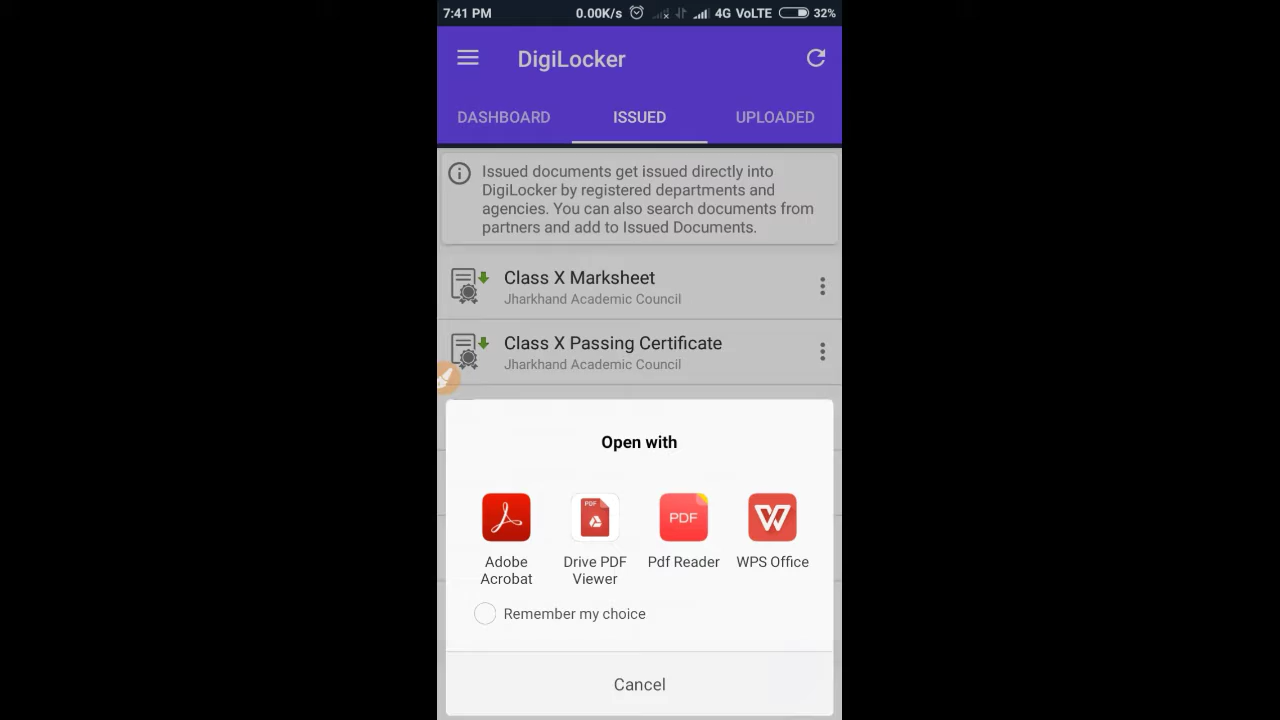 7:41 PM 0.00K/s 4G VoLTE 32%
DigiLocker
DASHBOARD ISSUED UPLOADED
Issued documents get issued directly into
DigiLocker by registered departments and
agencies. You can also search documents from
partners and add to Issued Documents.
Class X Marksheet
Jharkhand Academic Council
Class X Passing Certificate
Jharkhand Academic Council
Open with
PDF PDF W
Adobe Acrobat
Drive PDF Viewer
Pdf Reader
WPS Office
Remember my choice
Cancel